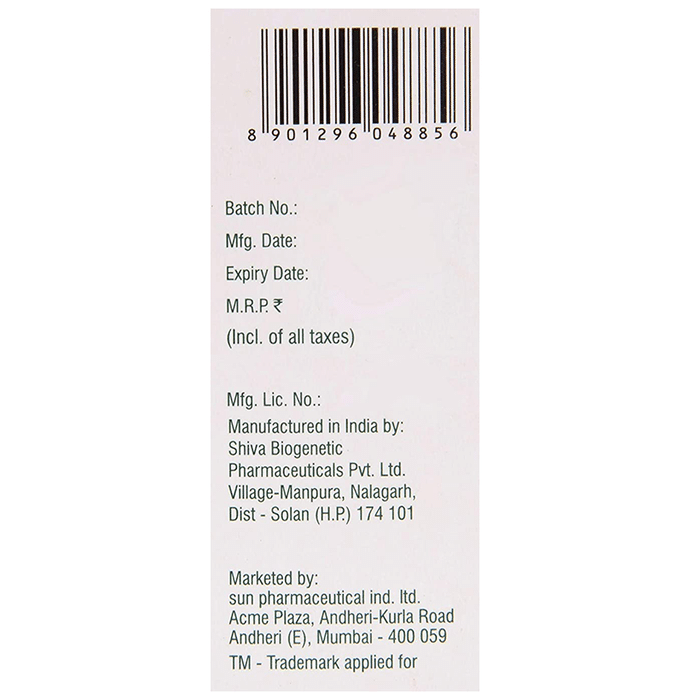 8 901296 048856
Batch No.:
Mfg. Date:
Expiry Date:
M.R.P. ₹
(Incl. of all taxes)
Mfg. Lic. No.:
Manufactured in India by:
Shiva Biogenetic
Pharmaceuticals Pvt. Ltd.
Village-Manpura, Nalagarh,
Dist - Solan (H.P.) 174 101
Marketed by:
sun pharmaceutical ind. ltd.
Acme Plaza, Andheri-Kurla Road
Andheri (E), Mumbai - 400 059
TM - Trademark applied for